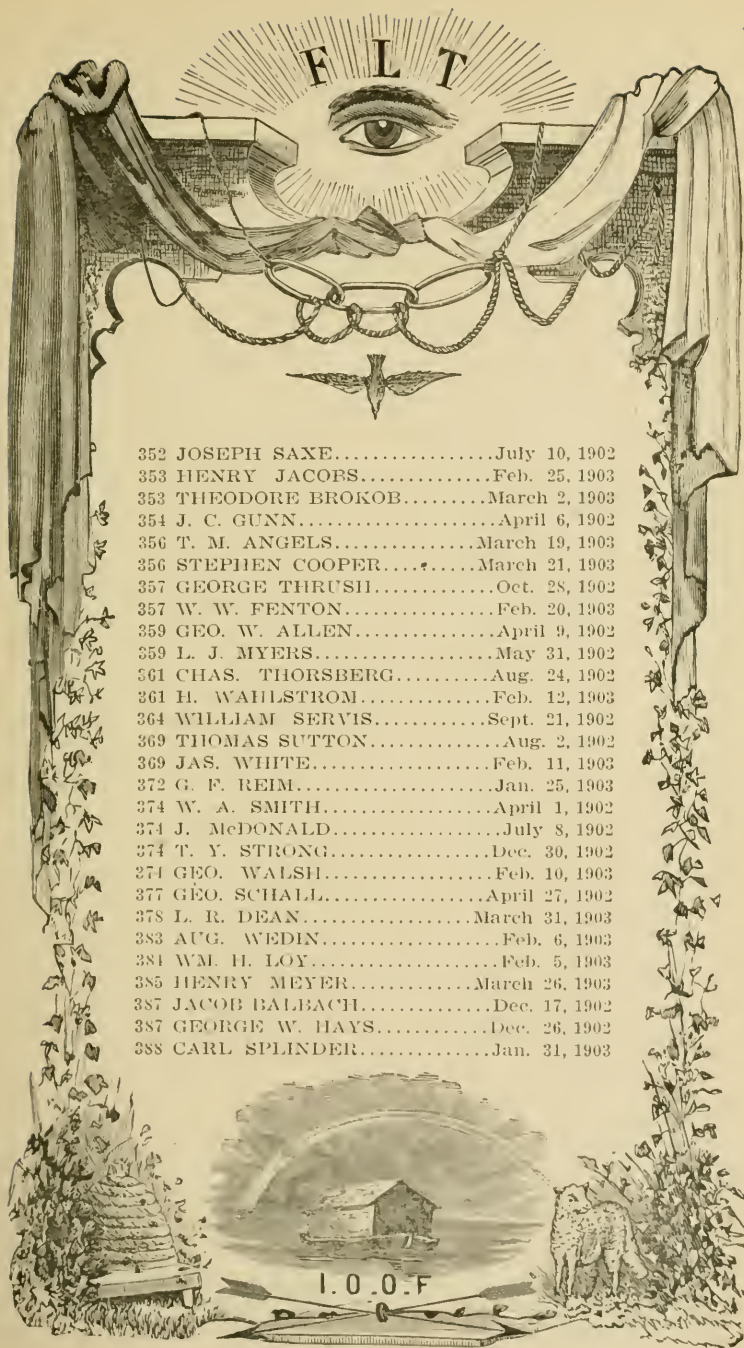 F L T
352 JOSEPH SAXE.................July 10, 1902
353 HENRY JACOBS................Feb. 25, 1903
353 THEODORE BROKOB.........March 2, 1903
354 J. C. GUNN....................April 6, 1902
356 T. M. ANGELS...............March 19, 1903
356 STEPHEN COOPER..........March 21, 1903
357 GEORGE THRUSH.............Oct. 28, 1902
357 W. W. FENTON................Feb. 20, 1903
359 GEO. W. ALLEN...............April 9, 1902
359 L. J. MYERS...................May 31, 1902
361 CHAS. THORSBERG..........Aug. 24, 1902
361 H. WAHLSTROM..............Feb. 12, 1903
364 WILLIAM SERVIS............Sept. 21, 1902
369 THOMAS SUTTON..............Aug. 2, 1902
369 JAS. WHITE...................Feb. 11, 1903
372 G. F. REIM....................Jan. 25, 1903
374 W. A. SMITH..................April 1, 1902
374 J. McDONALD..................July 8, 1902
374 T. Y. STRONG.................Dec. 30, 1902
374 GEO. WALSH..................Feb. 10, 1903
377 GEO. SCHALL................April 27, 1902
378 L. R. DEAN..................March 31, 1903
383 AUG. WEDIN...................Feb. 6, 1903
384 WM. H. LOY....................Feb. 5, 1903
385 HENRY MEYER..............March 26, 1903
387 JACOB BALBACH..............Dec. 17, 1902
387 GEORGE W. HAYS............Dec. 26, 1902
388 CARL SPLINDER..............Jan. 31, 1903
I.O.O.F